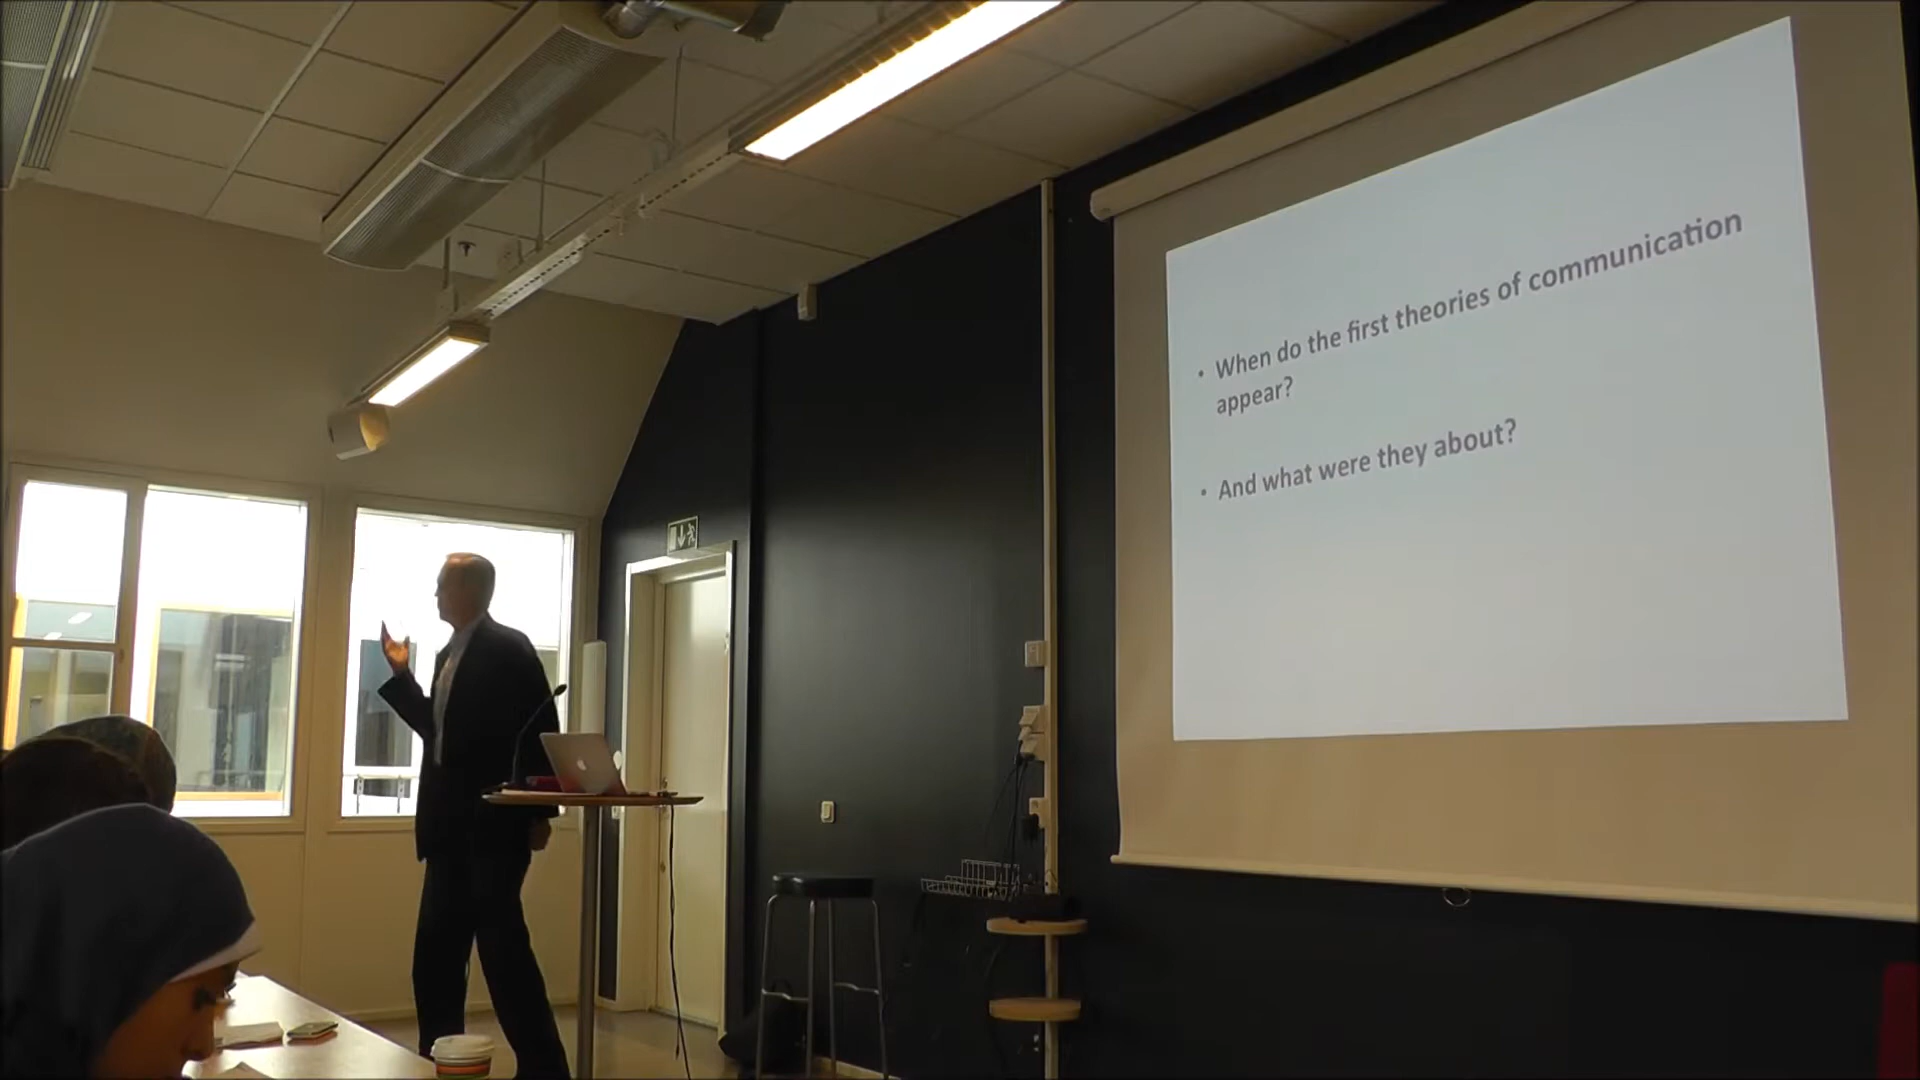 • When do the first theories of communication
appear?
• And what were they about?